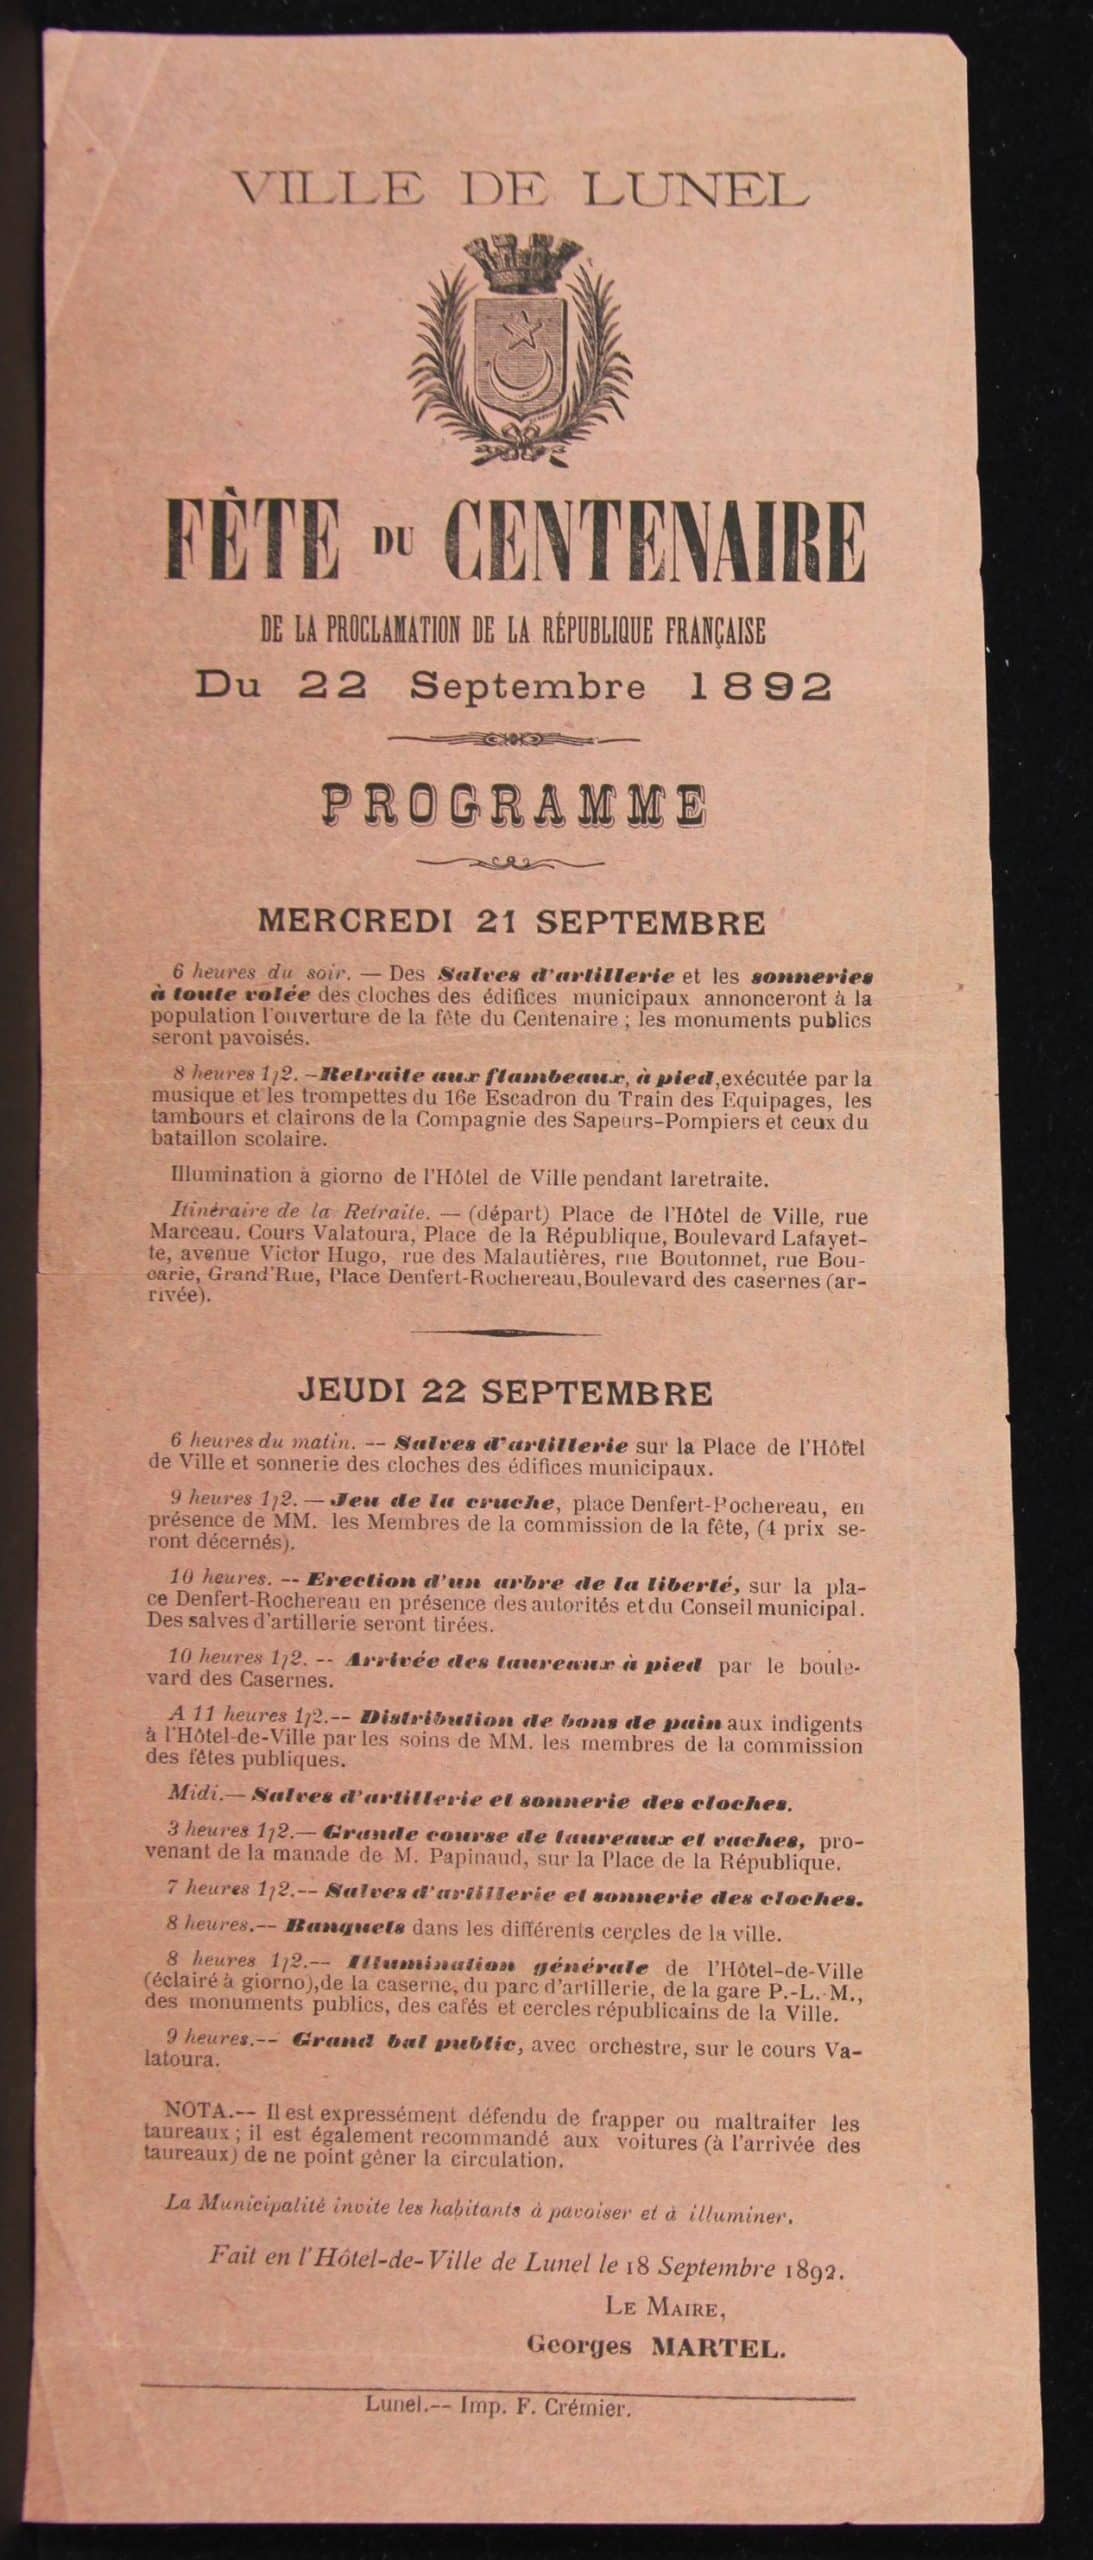 VILLE DE LUNEL
FÈTE DU CENTENAIRE
DE LA PROCLAMATION DE LA RÉPUBLIQUE FRANÇAISE
Du 22 Septembre 1892
PROGRAMME
MERCREDI 21 SEPTEMBRE
6 heures du soir. — Des Salves d'artillerie et les sonneries
à toute volée des cloches des édifices municipaux annonceront à la
population l'ouverture de la fête du Centenaire ; les monuments publics
seront pavoisés.
8 heures 1/2. —Retraite aux flambeaux, à pied,exécutée par la
musique et les trompettes du 16e Escadron du Train des Equipages, les
tambours et clairons de la Compagnie des Sapeurs-Pompiers et ceux du
bataillon scolaire.
Illumination à giorno de l'Hôtel de Ville pendant laretraite.
Itinéraire de la Retraite. — (départ) Place de l'Hôtel de Ville, rue
Marceau. Cours Valatoura, Place de la République, Boulevard Lafayet-
te, avenue Victor Hugo, rue des Malautières, rue Boutonnet, rue Bou-
carie, Grand'Rue, Place Denfert-Rochereau,Boulevard des casernes (ar-
rivée).
JEUDI 22 SEPTEMBRE
6 heures du matin. -- Salves d'artillerie sur la Place de l'Hôtel
de Ville et sonnerie des cloches des édifices municipaux.
9 heures 1/2. — Jeu de la cruche, place Denfert-Pochereau, en
présence de MM. les Membres de la commission de la fête, (4 prix se-
ront décernés).
10 heures. -- Erection d'un arbre de la liberté, sur la pla-
ce Denfert-Rochereau en présence des autorités et du Conseil municipal.
Des salves d'artillerie seront tirées.
10 heures 1/2. -- Arrivée des taureaux à pied par le boule-
vard des Casernes.
A 11 heures 1/2.-- Distribution de bons de pain aux indigents
à l'Hôtel-de-Ville par les soins de MM. les membres de la commission
des fêtes publiques.
Midi.— Salves d'artillerie et sonnerie des cloches.
3 heures 1/2.— Grande course de taureaux et vaches, pro-
venant de la manade de M. Papinaud, sur la Place de la République.
7 heures 1/2.-- Salves d'artillerie et sonnerie des cloches.
8 heures.-- Banquets dans les différents cercles de la ville.
8 heures 1/2.-- Illumination générale de l'Hôtel-de-Ville
(éclairé à giorno),de la caserne, du parc d'artillerie, de la gare P.-L.-M.,
des monuments publics, des cafés et cercles républicains de la Ville.
9 heures.-- Grand bal public, avec orchestre, sur le cours Va-
latoura.
NOTA.-- Il est expressément défendu de frapper ou maltraiter les
taureaux ; il est également recommandé aux voitures (à l'arrivée des
taureaux) de ne point gêner la circulation.
La Municipalité invite les habitants à pavoiser et à illuminer.
Fait en l'Hôtel-de-Ville de Lunel le 18 Septembre 1892.
LE MAIRE,
Georges MARTEL.
Lunel.-- Imp. F. Crémier.